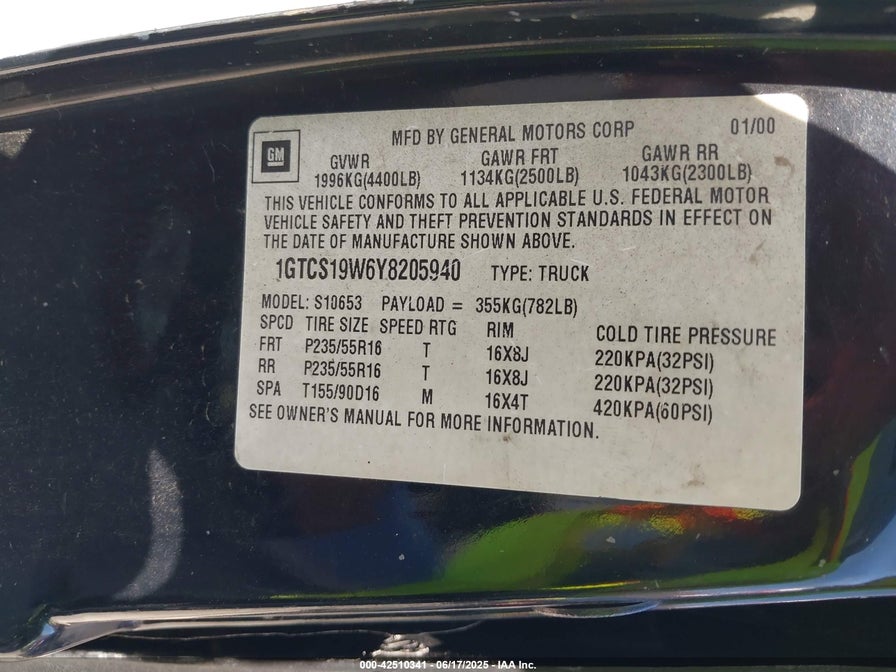 MFD BY GENERAL MOTORS CORP 01/00
GM
GVWR GAWR FRT GAWR RR
1996KG(4400LB) 1134KG(2500LB) 1043KG(2300LB)
THIS VEHICLE CONFORMS TO ALL APPLICABLE U.S. FEDERAL MOTOR
VEHICLE SAFETY AND THEFT PREVENTION STANDARDS IN EFFECT ON
THE DATE OF MANUFACTURE SHOWN ABOVE.
1GTCS19W6Y8205940 TYPE: TRUCK
MODEL: S10653 PAYLOAD = 355KG(782LB)
SPCD TIRE SIZE SPEED RTG RIM COLD TIRE PRESSURE
FRT P235/55R16 T 16X8J 220KPA(32PSI)
RR P235/55R16 T 16X8J 220KPA(32PSI)
SPA T155/90D16 M 16X4T 420KPA(60PSI)
SEE OWNER'S MANUAL FOR MORE INFORMATION.
000-42510341 - 06/17/2025 - IAA Inc.